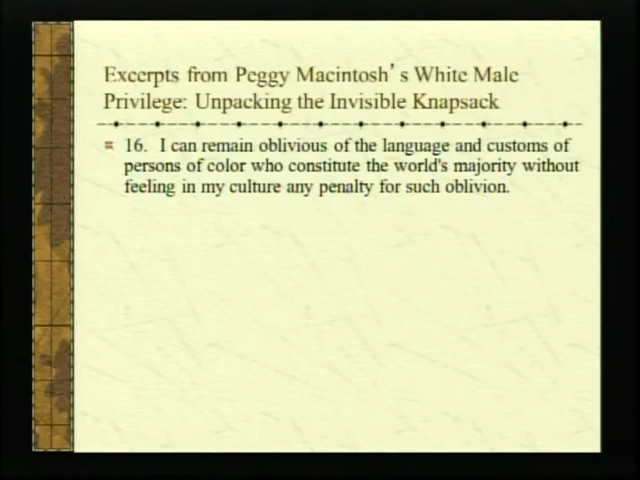 Excerpts from Peggy Macintosh's White Male
Privilege: Unpacking the Invisible Knapsack
16. I can remain oblivious of the language and customs of
persons of color who constitute the world's majority without
feeling in my culture any penalty for such oblivion.